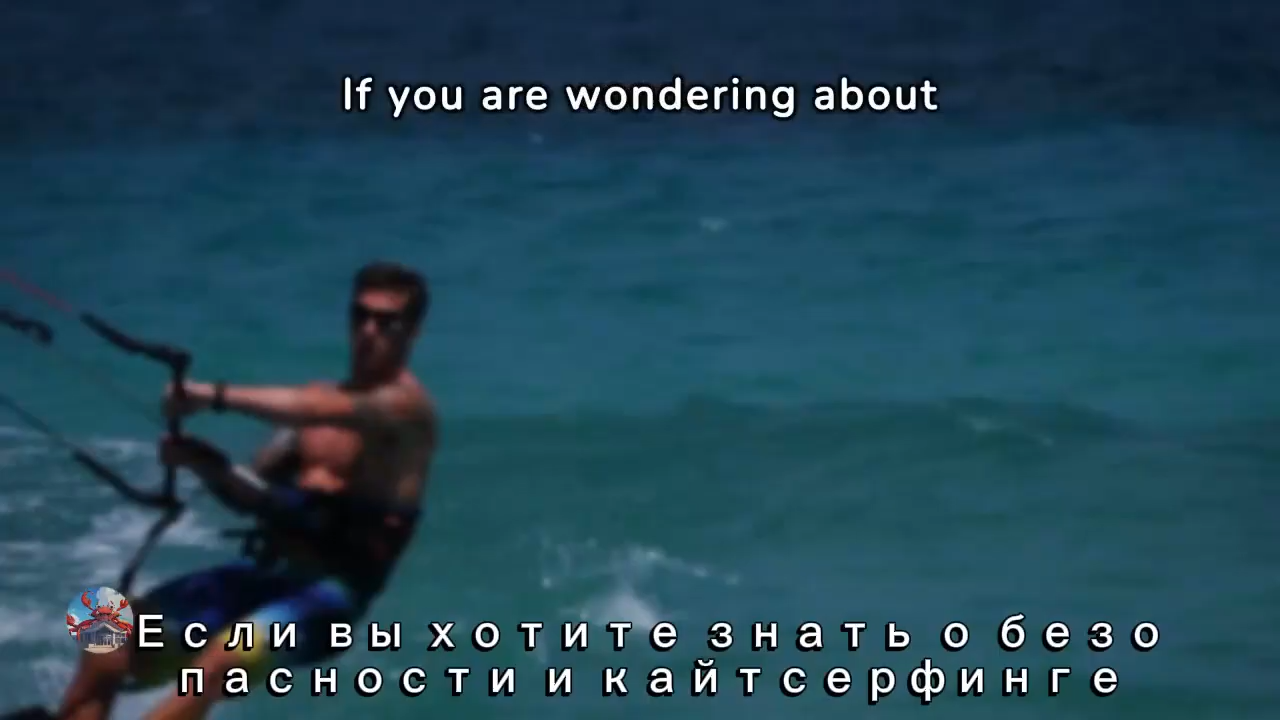 If you are wondering about
Если вы хотите знать о безо
пасности и кайтсерфинге